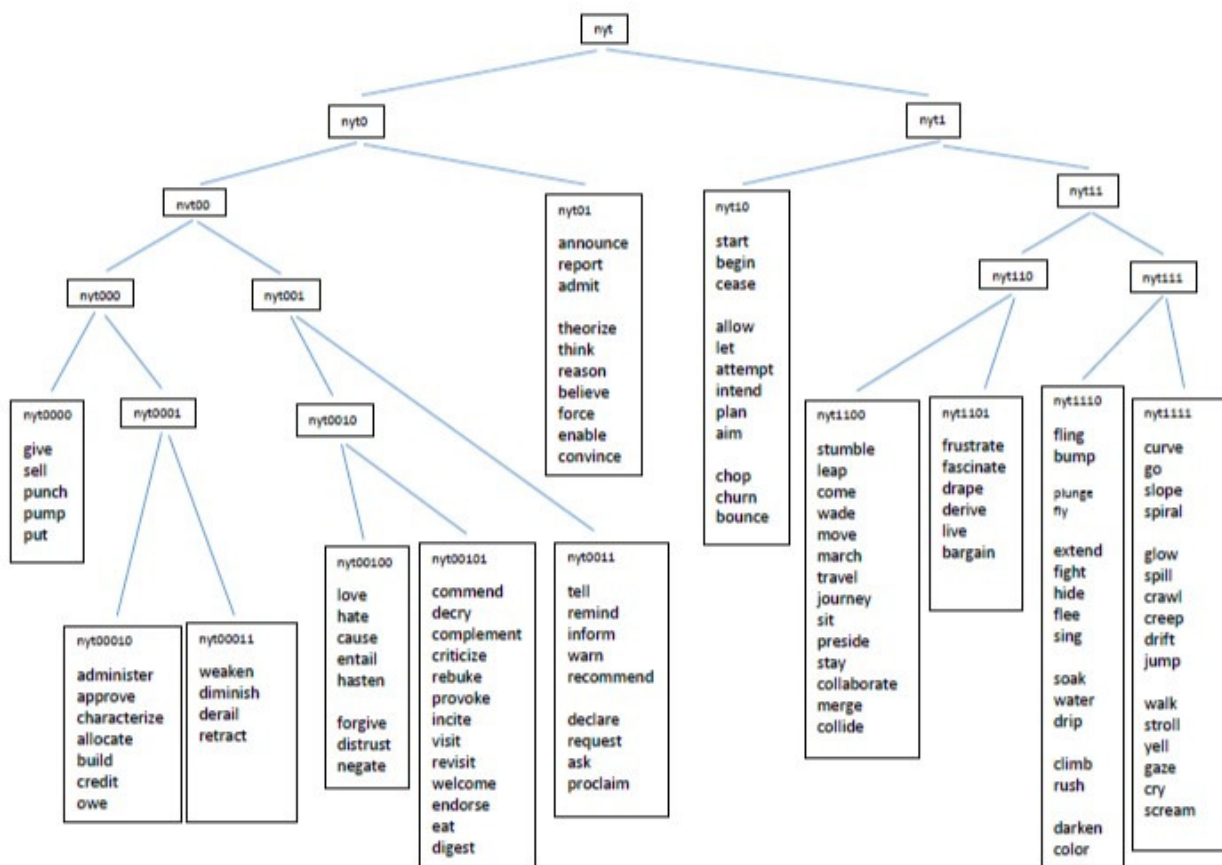 nyt
nyt0
nyt1
nvt00
nyt01
announce
report
admit
theorize
think
reason
believe
force
enable
convince
nyt10
start
begin
cease
allow
let
attempt
intend
plan
aim
chop
churn
bounce
nyt11
nyt000
nyt001
nyt110
nyt111
nyt0000
give
sell
punch
pump
put
nyt0001
nyt0010
nyt1100
stumble
leap
come
wade
move
march
travel
journey
sit
preside
stay
collaborate
merge
collide
nyt1101
frustrate
fascinate
drape
derive
live
bargain
nyt1110
fling
bump
plunge
fly
extend
fight
hide
flee
sing
soak
water
drip
climb
rush
darken
color
nyt1111
curve
go
slope
spiral
glow
spill
crawl
creep
drift
jump
walk
stroll
yell
gaze
cry
scream
nyt00010
administer
approve
characterize
allocate
build
credit
owe
nyt00011
weaken
diminish
derail
retract
nyt00100
love
hate
cause
entail
hasten
forgive
distrust
negate
nyt00101
commend
decry
complement
criticize
rebuke
provoke
incite
visit
revisit
welcome
endorse
eat
digest
nyt0011
tell
remind
inform
warn
recommend
declare
request
ask
proclaim